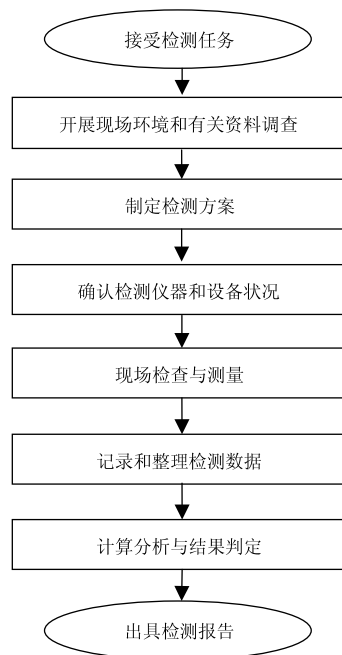 接受检测任务
开展现场环境和有关资料调查
制定检测方案
确认检测仪器和设备状况
现场检查与测量
记录和整理检测数据
计算分析与结果判定
出具检测报告